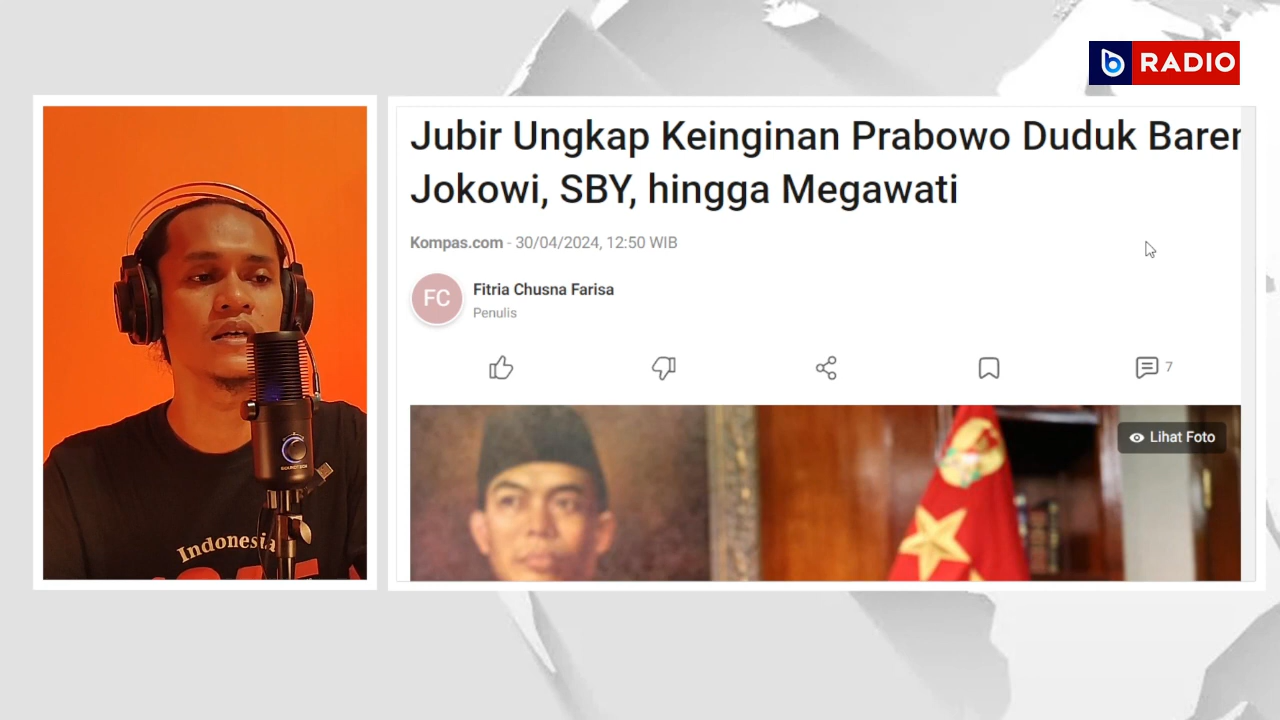 RADIO
Jubir Ungkap Keinginan Prabowo Duduk Baren
Jokowi, SBY, hingga Megawati
Kompas.com - 30/04/2024, 12:50 WIB
FC
Fitria Chusna Farisa
Penulis
7
Lihat Foto
Indonesia